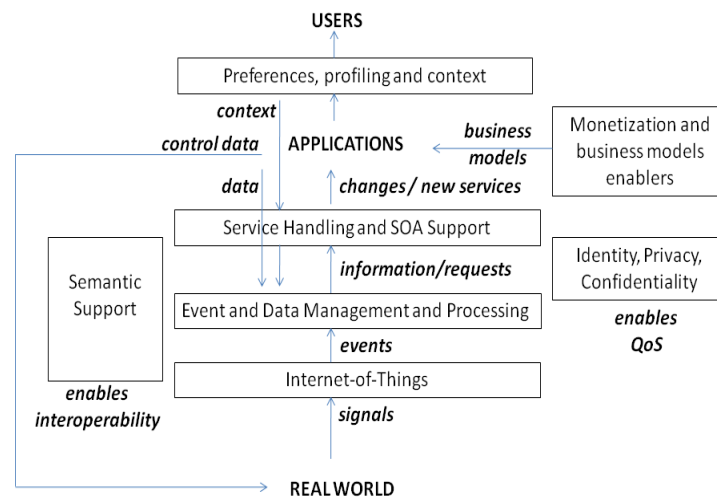 USERS
Preferences, profiling and context
context
control data
APPLICATIONS
business
models
Monetization and
business models
enablers
data
changes / new services
Service Handling and SOA Support
Semantic
Support
information/requests
Identity, Privacy,
Confidentiality
Event and Data Management and Processing
enables
QoS
events
Internet-of-Things
enables
interoperability
signals
REAL WORLD